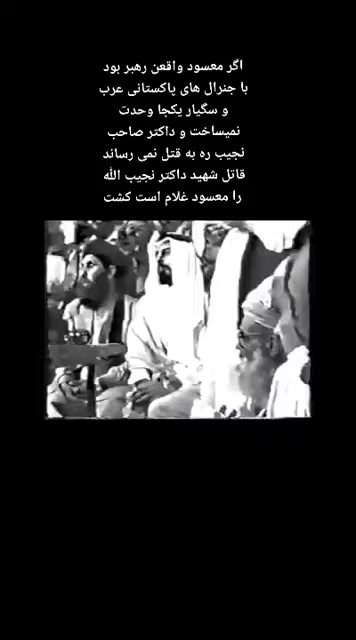 اگر معسود واقعن رهبر بود
با جنرال های پاکستانی عرب
و سگیار یکجا وحدت
نمیساخت و داکتر صاحب
نجیب ره به قتل نمی رساند
قاتل شهید داکتر نجیب الله
را معسود غلام است کشت